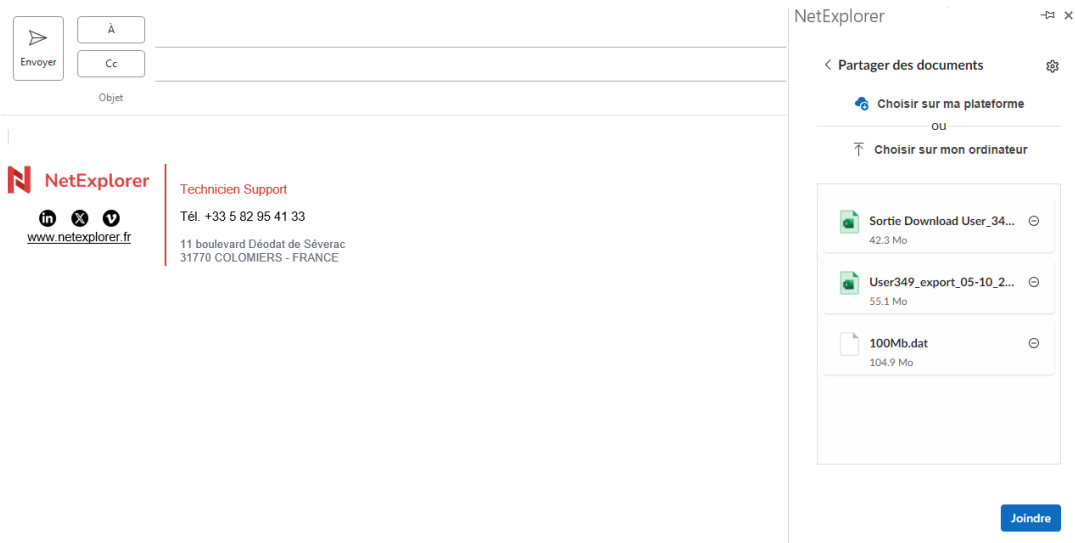 Envoyer
À
Cc
Objet
NetExplorer
Technicien Support
Tél. +33 5 82 95 41 33
www.netexplorer.fr
11 boulevard Déodat de Séverac
31770 COLOMIERS - FRANCE
NetExplorer
Partager des documents
Choisir sur ma plateforme
ou
Choisir sur mon ordinateur
Sortie Download User_34...
42.3 Mo
User349_export_05-10_2...
55.1 Mo
100Mb.dat
104.9 Mo
Joindre